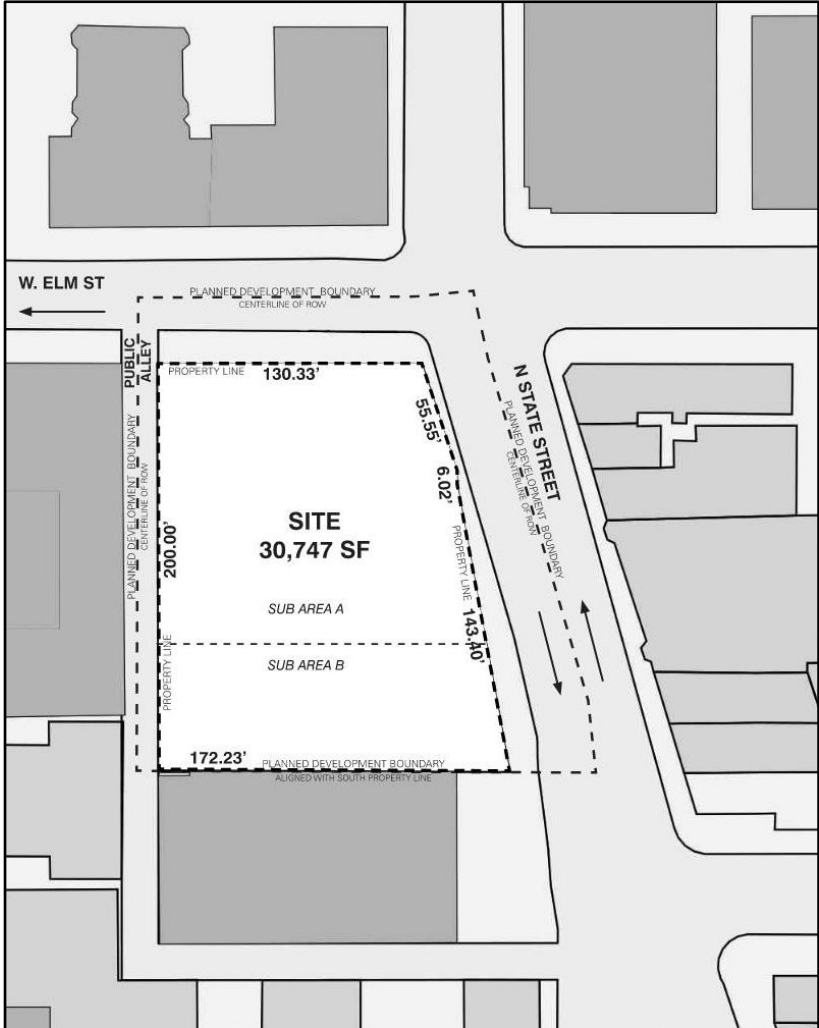 W. ELM ST
PLANNED DEVELOPMENT BOUNDARY
CENTERLINE OF ROW
PUBLIC
ALLEY
PROPERTY LINE
130.33'
55.55'
6.02'
N STATE STREET
PLANNED DEVELOPMENT BOUNDARY
CENTERLINE OF ROW
PLANNED DEVELOPMENT BOUNDARY
CENTERLINE OF ROW
200.00'
SITE
30,747 SF
PROPERTY LINE
143.40'
SUB AREA A
SUB AREA B
PROPERTY LINE
172.23'
PLANNED DEVELOPMENT BOUNDARY
ALIGNED WITH SOUTH PROPERTY LINE